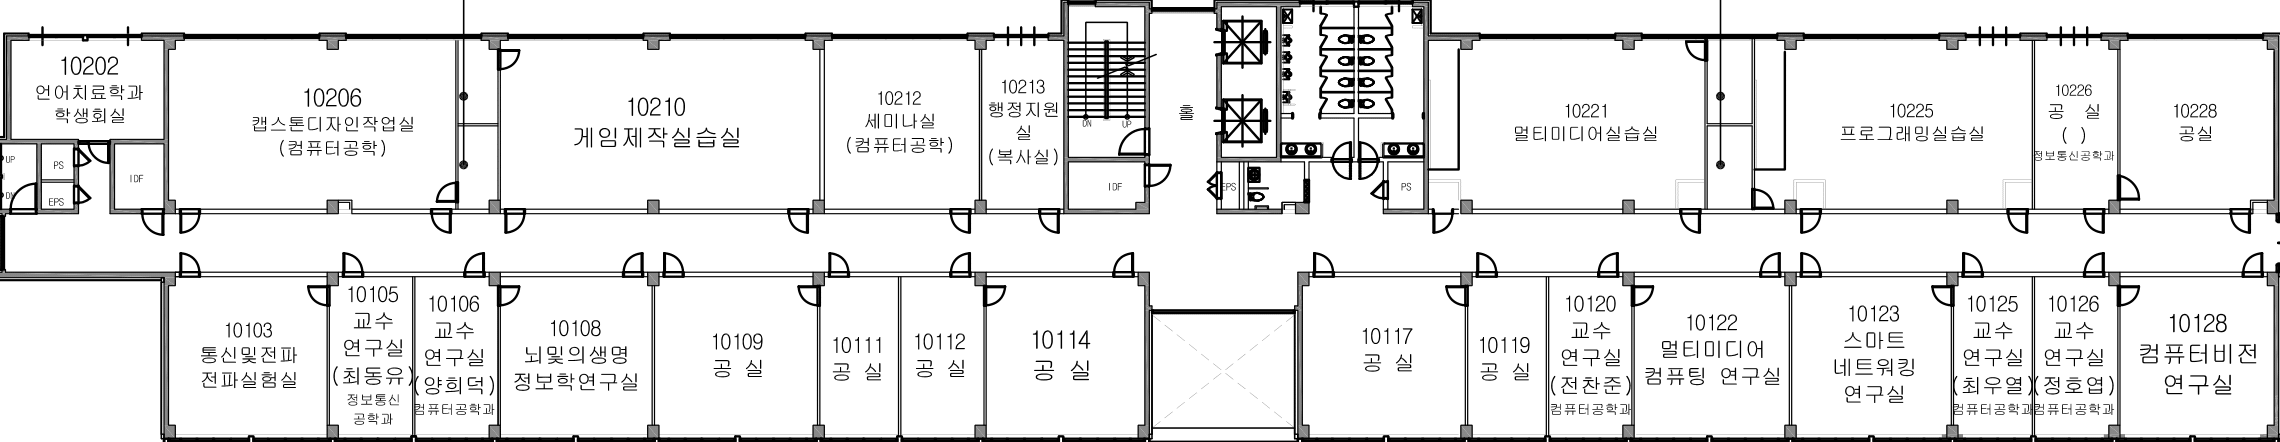 10202
언어치료학과
학생회실
UP
DN
PS
EPS
IDF
10206
캡스톤디자인작업실
(컴퓨터공학)
10210
게임제작실습실
10212
세미나실
(컴퓨터공학)
10213
행정지원
실
(복사실)
DN
UP
IDF
홀
EPS
PS
10221
멀티미디어실습실
10225
프로그래밍실습실
10226
공 실
( )
정보통신공학과
10228
공실
10103
통신및전파
전파실험실
10105
교수
연구실
(최동유)
정보통신
공학과
10106
교수
연구실
(양희덕)
컴퓨터공학과
10108
뇌및의생명
정보학연구실
10109
공 실
10111
공 실
10112
공 실
10114
공 실
10117
공 실
10119
공 실
10120
교수
연구실
(전찬준)
컴퓨터공학과
10122
멀티미디어
컴퓨팅 연구실
10123
스마트
네트워킹
연구실
10125
교수
연구실
(최우열)
컴퓨터공학과
10126
교수
연구실
(정호엽)
컴퓨터공학과
10128
컴퓨터비전
연구실